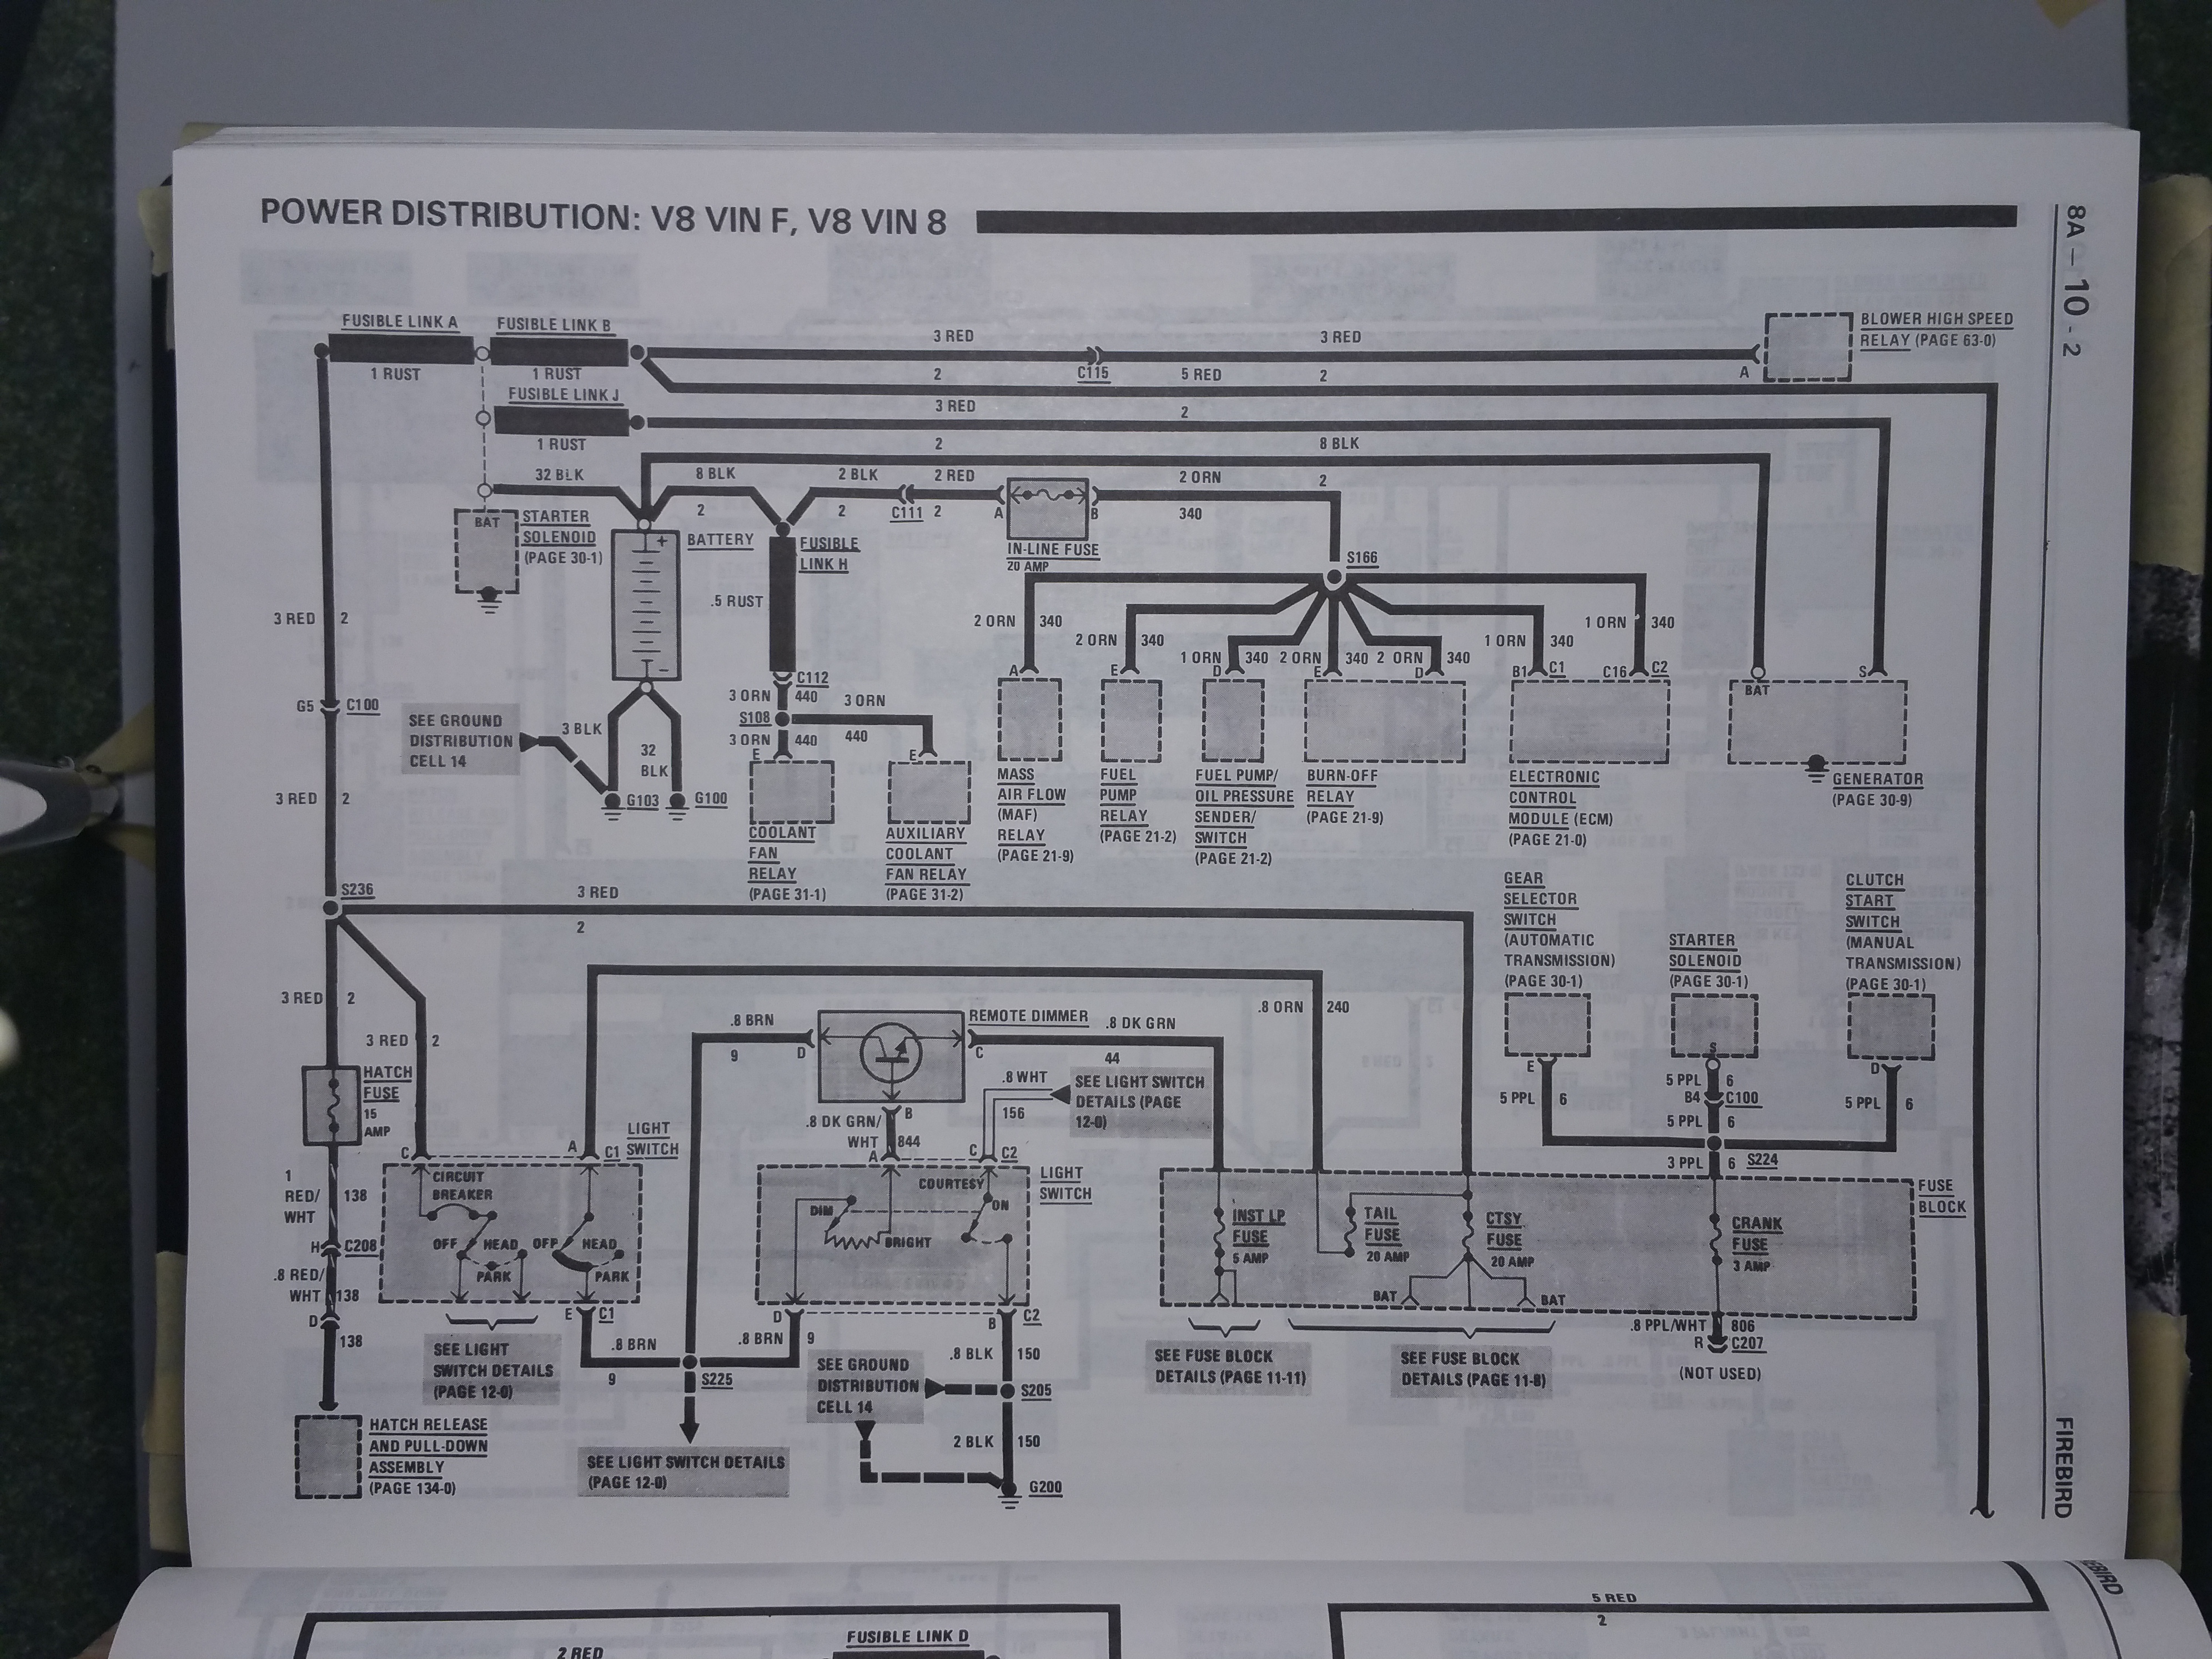 POWER DISTRIBUTION: V8 VIN F, V8 VIN 8
8A - 10 - 2
FIREBIRD
FUSIBLE LINK A
1 RUST
FUSIBLE LINK B
1 RUST
FUSIBLE LINK J
1 RUST
3 RED
2
C115
3 RED
2
5 RED
2
A
BLOWER HIGH SPEED
RELAY (PAGE 63-0)
3 RED
2
8 BLK
2
32 BLK
8 BLK
2
2 BLK
2
C111
2 RED
2
A
B
IN-LINE FUSE
20 AMP
2 ORN
340
BAT
STARTER
SOLENOID
(PAGE 30-1)
+
-
BATTERY
FUSIBLE
LINK H
.5 RUST
S166
3 RED
2
2 ORN
340
2 ORN
340
1 ORN
340
2 ORN
340
2 ORN
340
1 ORN
340
1 ORN
340
A
E
D
E
D
B1
C1
C16
C2
BAT
S
C112
3 ORN
440
S108
3 ORN
440
3 ORN
440
E
E
G5
C100
SEE GROUND
DISTRIBUTION
CELL 14
3 BLK
32
BLK
G103
G100
COOLANT
FAN
RELAY
(PAGE 31-1)
AUXILIARY
COOLANT
FAN RELAY
(PAGE 31-2)
MASS
AIR FLOW
(MAF)
RELAY
(PAGE 21-9)
FUEL
PUMP
RELAY
(PAGE 21-2)
FUEL PUMP/
OIL PRESSURE
SENDER/
SWITCH
(PAGE 21-2)
BURN-OFF
RELAY
(PAGE 21-9)
ELECTRONIC
CONTROL
MODULE (ECM)
(PAGE 21-0)
GENERATOR
(PAGE 30-9)
3 RED
2
S236
3 RED
2
3 RED
2
3 RED
2
GEAR
SELECTOR
SWITCH
(AUTOMATIC
TRANSMISSION)
(PAGE 30-1)
STARTER
SOLENOID
(PAGE 30-1)
CLUTCH
START
SWITCH
(MANUAL
TRANSMISSION)
(PAGE 30-1)
.8 BRN
9
D
REMOTE DIMMER
C
.8 DK GRN
44
.8 ORN
240
B
.8 DK GRN/
WHT
844
.8 WHT
156
SEE LIGHT SWITCH
DETAILS (PAGE
12-0)
E
5 PPL
6
S
5 PPL
6
B4
C100
5 PPL
6
D
5 PPL
6
3 PPL
6
S224
HATCH
FUSE
15
AMP
1
RED/
WHT
138
H
C208
.8 RED/
WHT
138
D
138
HATCH RELEASE
AND PULL-DOWN
ASSEMBLY
(PAGE 134-0)
C
A
C1
LIGHT
SWITCH
CIRCUIT
BREAKER
OFF
HEAD
PARK
OFF
HEAD
PARK
E
C1
SEE LIGHT
SWITCH DETAILS
(PAGE 12-0)
.8 BRN
9
S225
SEE LIGHT SWITCH DETAILS
(PAGE 12-0)
A
C
C2
LIGHT
SWITCH
COURTESY
DIM
BRIGHT
ON
D
B
C2
.8 BRN
9
SEE GROUND
DISTRIBUTION
CELL 14
.8 BLK
150
S205
2 BLK
150
G200
INST LP
FUSE
5 AMP
TAIL
FUSE
20 AMP
CTSY
FUSE
20 AMP
BAT
BAT
CRANK
FUSE
3 AMP
FUSE
BLOCK
SEE FUSE BLOCK
DETAILS (PAGE 11-11)
SEE FUSE BLOCK
DETAILS (PAGE 11-8)
.8 PPL/WHT
806
R
C207
(NOT USED)
2 RED
FUSIBLE LINK D
5 RED
2